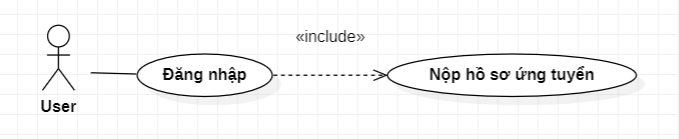 «include»
Đăng nhập
Nộp hồ sơ ứng tuyển
User